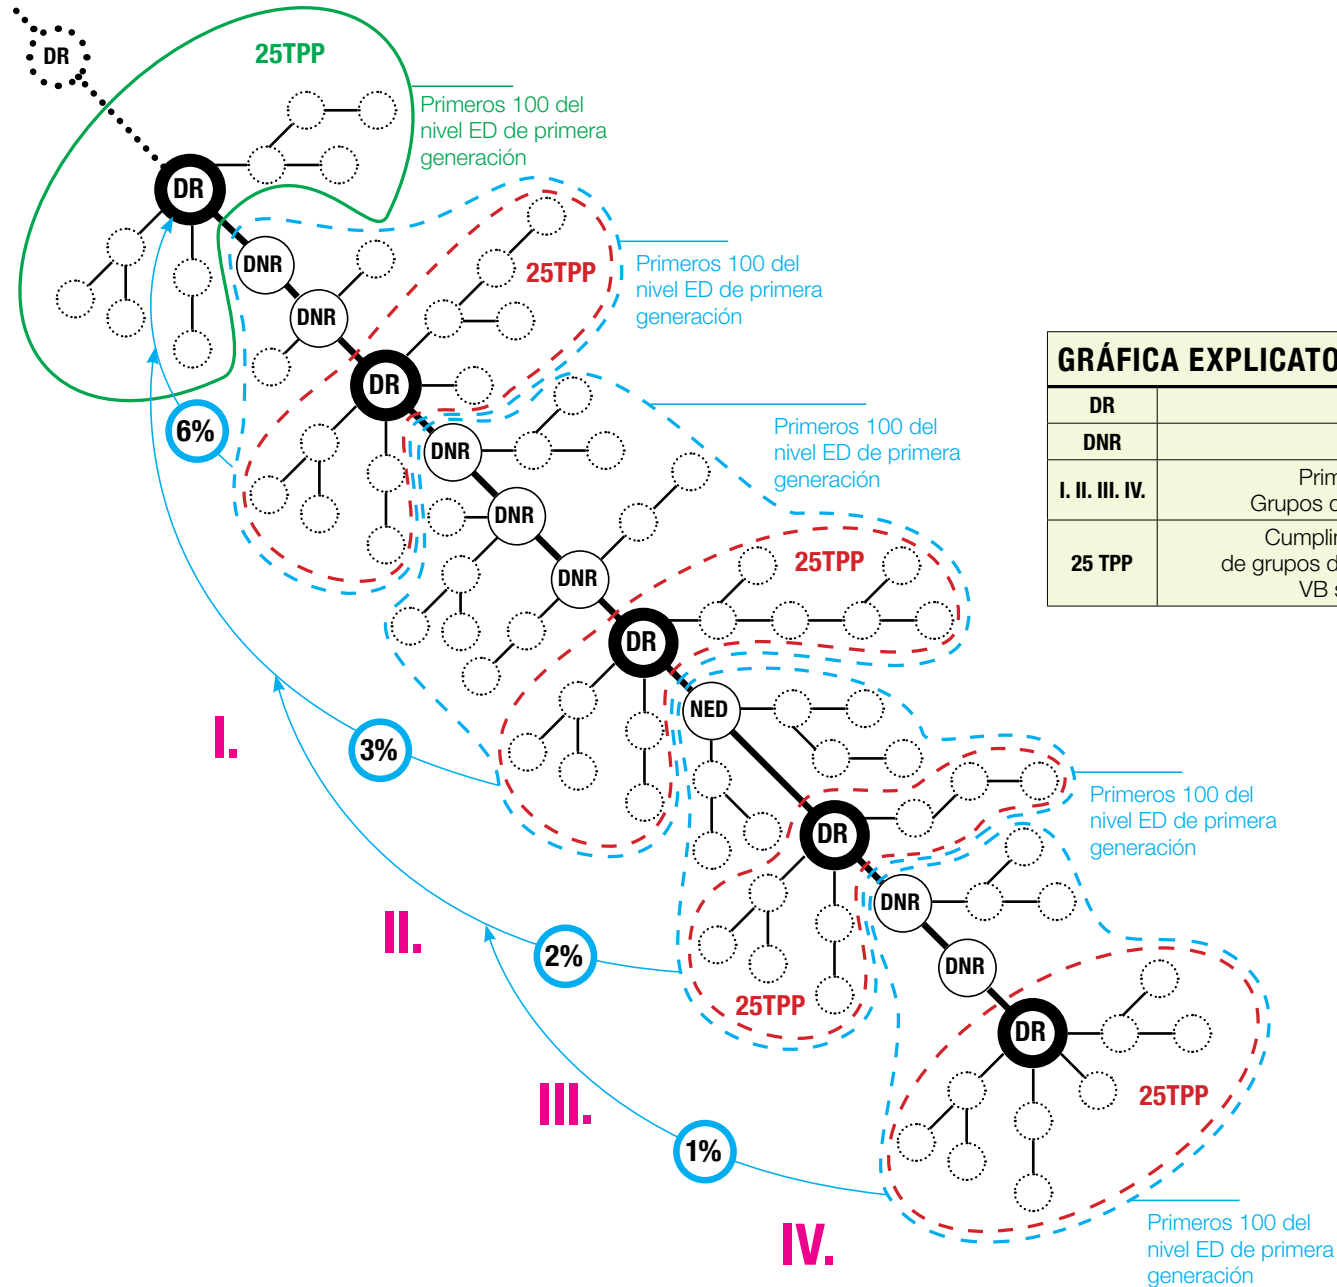 DR
25TPP
Primeros 100 del
nivel ED de primera
generación
DR
DNR
DNR
25TPP
Primeros 100 del
nivel ED de primera
generación
DR
6%
DNR
Primeros 100 del
nivel ED de primera
generación
DNR
DNR
25TPP
DR
NED
I.
3%
DR
Primeros 100 del
nivel ED de primera
generación
DNR
II.
2%
DNR
25TPP
DR
25TPP
III.
1%
IV.
Primeros 100 del
nivel ED de primera
generación
GRÁFICA EXPLICATO
DR
DNR
I. II. III. IV.
Prim
Grupos d
25 TPP
Cumplir
de grupos d
VB s